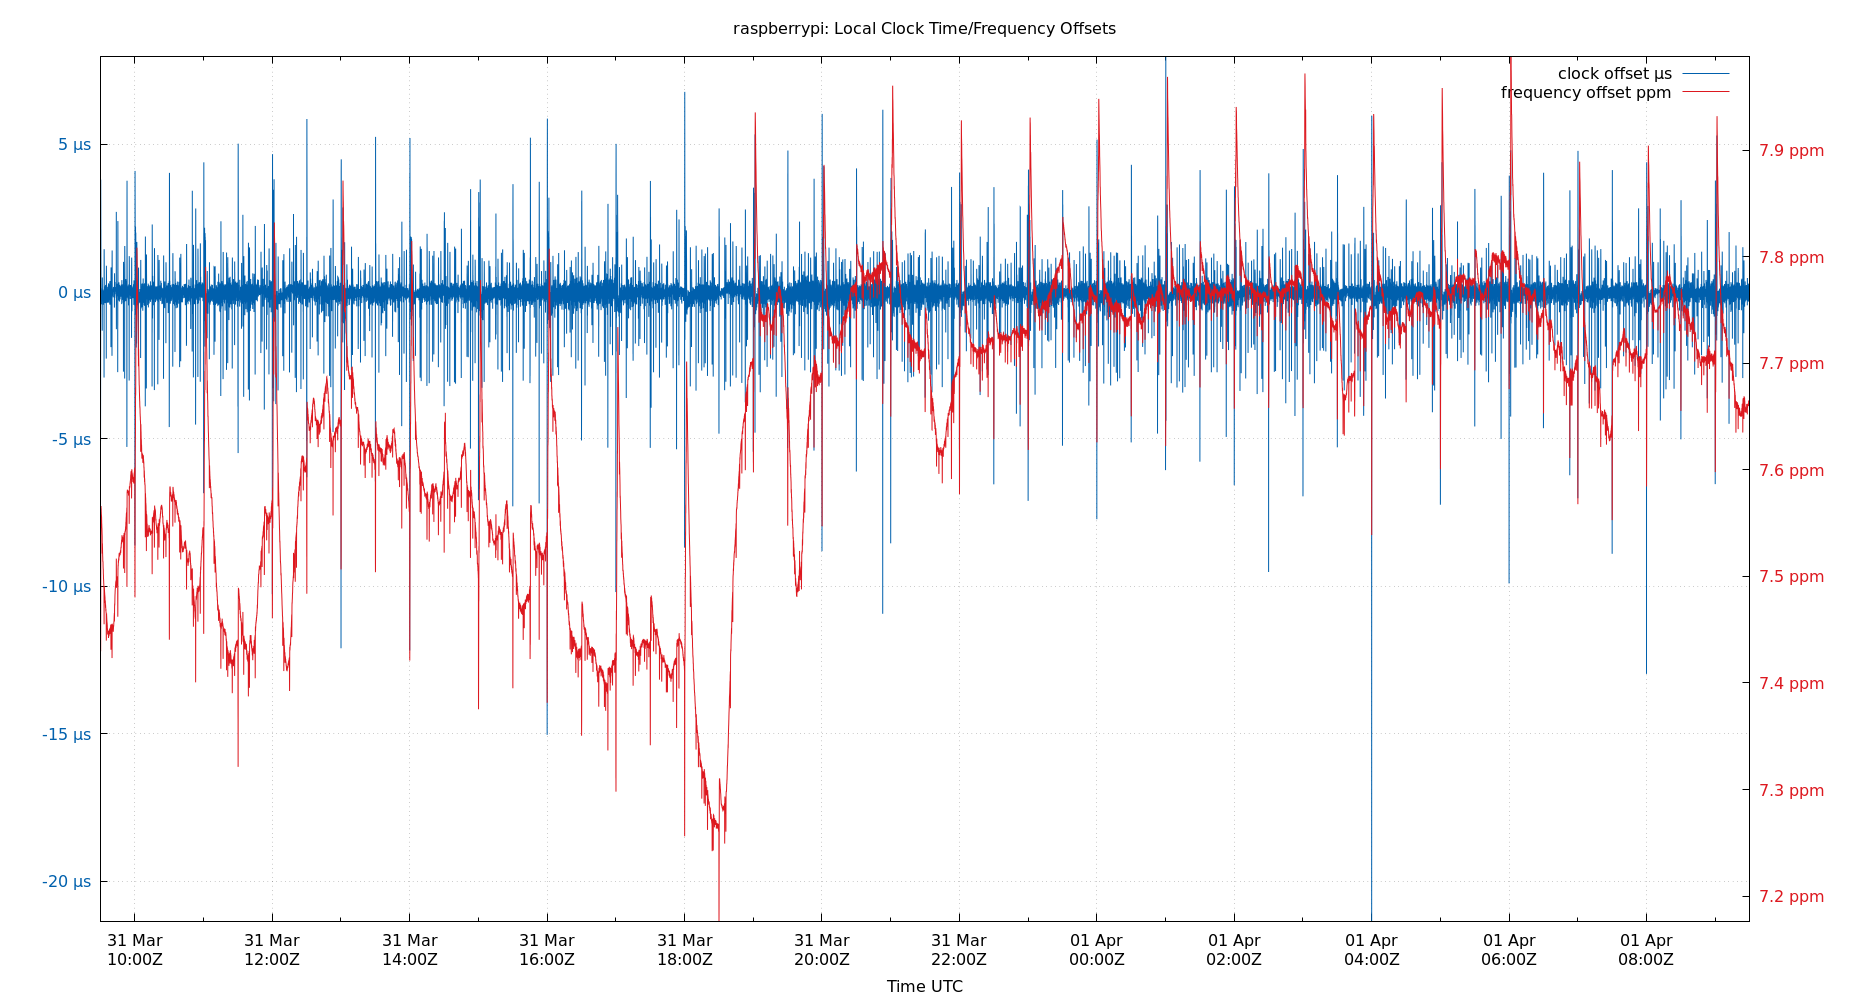 raspberrypi: Local Clock Time/Frequency Offsets
clock offset µs
frequency offset ppm
5 µs
0 µs
-5 µs
-10 µs
-15 µs
-20 µs
7.9 ppm
7.8 ppm
7.7 ppm
7.6 ppm
7.5 ppm
7.4 ppm
7.3 ppm
7.2 ppm
31 Mar
10:00Z
31 Mar
12:00Z
31 Mar
14:00Z
31 Mar
16:00Z
31 Mar
18:00Z
31 Mar
20:00Z
31 Mar
22:00Z
01 Apr
00:00Z
01 Apr
02:00Z
01 Apr
04:00Z
01 Apr
06:00Z
01 Apr
08:00Z
Time UTC